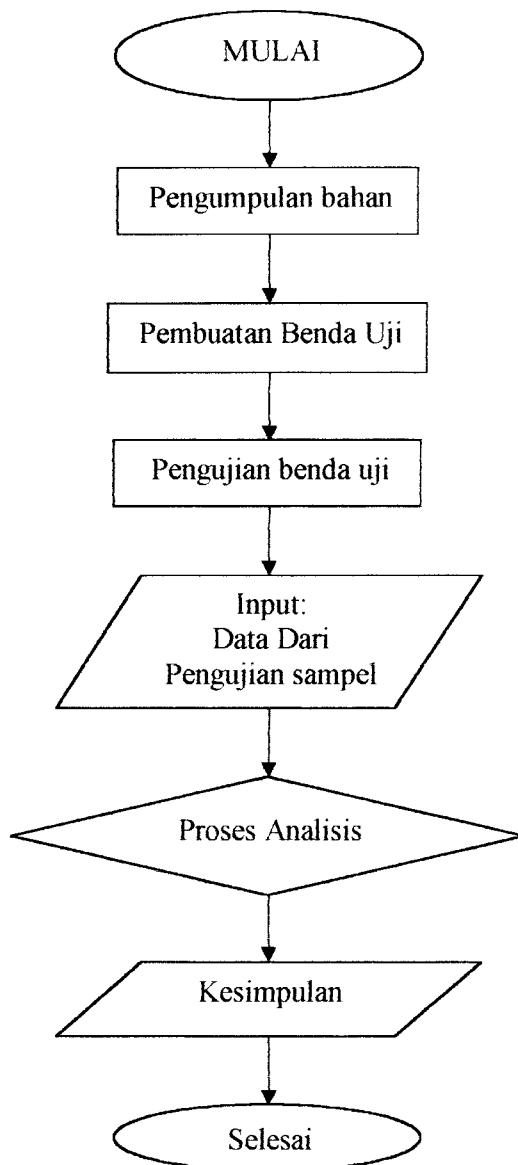 MULAI
Pengumpulan bahan
Pembuatan Benda Uji
Pengujian benda uji
Input:
Data Dari
Pengujian sampel
Proses Analisis
Kesimpulan
Selesai